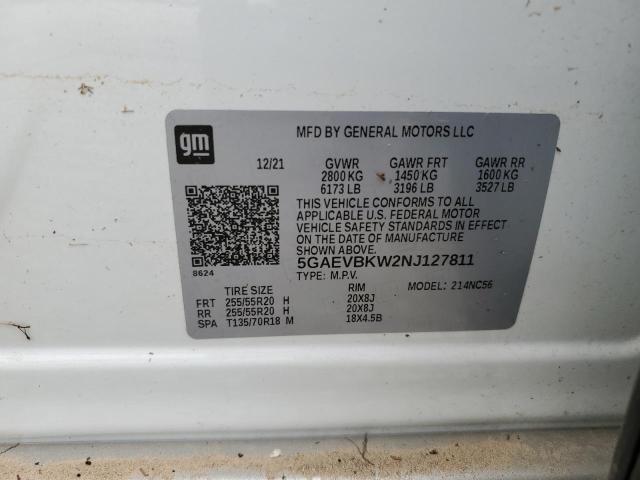 gm
MFD BY GENERAL MOTORS LLC
12/21 GVWR GAWR FRT GAWR RR
2800 KG 1450 KG 1600 KG
6173 LB 3196 LB 3527 LB
THIS VEHICLE CONFORMS TO ALL
APPLICABLE U.S. FEDERAL MOTOR
VEHICLE SAFETY STANDARDS IN EFFECT
ON THE DATE OF MANUFACTURE
SHOWN ABOVE.
8624
5GAEVBKW2NJ127811
TYPE: M.P.V. MODEL: 214NC56
TIRE SIZE RIM
FRT 255/55R20 H 20X8J
RR 255/55R20 H 20X8J
SPA T135/70R18 M 18X4.5B